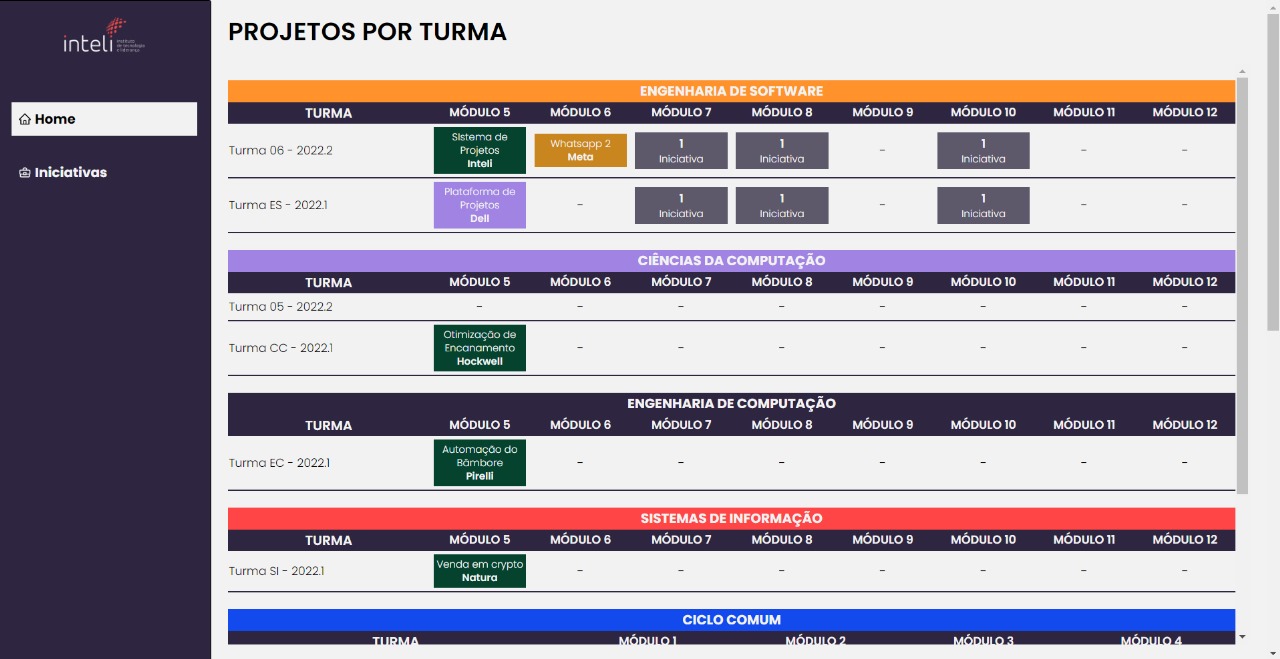 inteli instituto de tecnologia e liderança
Home
Iniciativas
PROJETOS POR TURMA
ENGENHARIA DE SOFTWARE
TURMA MÓDULO 5 MÓDULO 6 MÓDULO 7 MÓDULO 8 MÓDULO 9 MÓDULO 10 MÓDULO 11 MÓDULO 12
Turma 06 - 2022.2
Sistema de
Projetos
Inteli
Whatsapp 2
Meta
1
Iniciativa
1
Iniciativa
-
1
Iniciativa
-
-
Turma ES - 2022.1
Plataforma de
Projetos
Dell
-
1
Iniciativa
1
Iniciativa
-
1
Iniciativa
-
-
CIÊNCIAS DA COMPUTAÇÃO
TURMA MÓDULO 5 MÓDULO 6 MÓDULO 7 MÓDULO 8 MÓDULO 9 MÓDULO 10 MÓDULO 11 MÓDULO 12
Turma 05 - 2022.2 - - - - - - - -
Turma CC - 2022.1
Otimização de
Encanamento
Hockwell
- - - - - - -
ENGENHARIA DE COMPUTAÇÃO
TURMA MÓDULO 5 MÓDULO 6 MÓDULO 7 MÓDULO 8 MÓDULO 9 MÓDULO 10 MÓDULO 11 MÓDULO 12
Turma EC - 2022.1
Automação do
Bâmbore
Pirelli
- - - - - - -
SISTEMAS DE INFORMAÇÃO
TURMA MÓDULO 5 MÓDULO 6 MÓDULO 7 MÓDULO 8 MÓDULO 9 MÓDULO 10 MÓDULO 11 MÓDULO 12
Turma SI - 2022.1
Venda em crypto
Natura
- - - - - - -
CICLO COMUM
TURMA MÓDULO 1 MÓDULO 2 MÓDULO 3 MÓDULO 4